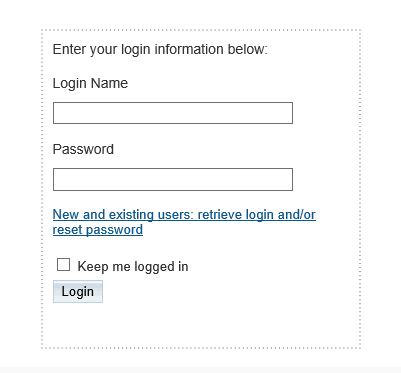 Enter your login information below:
Login Name
Password
New and existing users: retrieve login and/or
reset password
Keep me logged in
Login